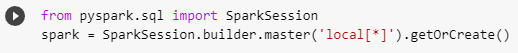 from pyspark.sql import SparkSession
spark = SparkSession.builder.master('local[*]').getOrCreate()